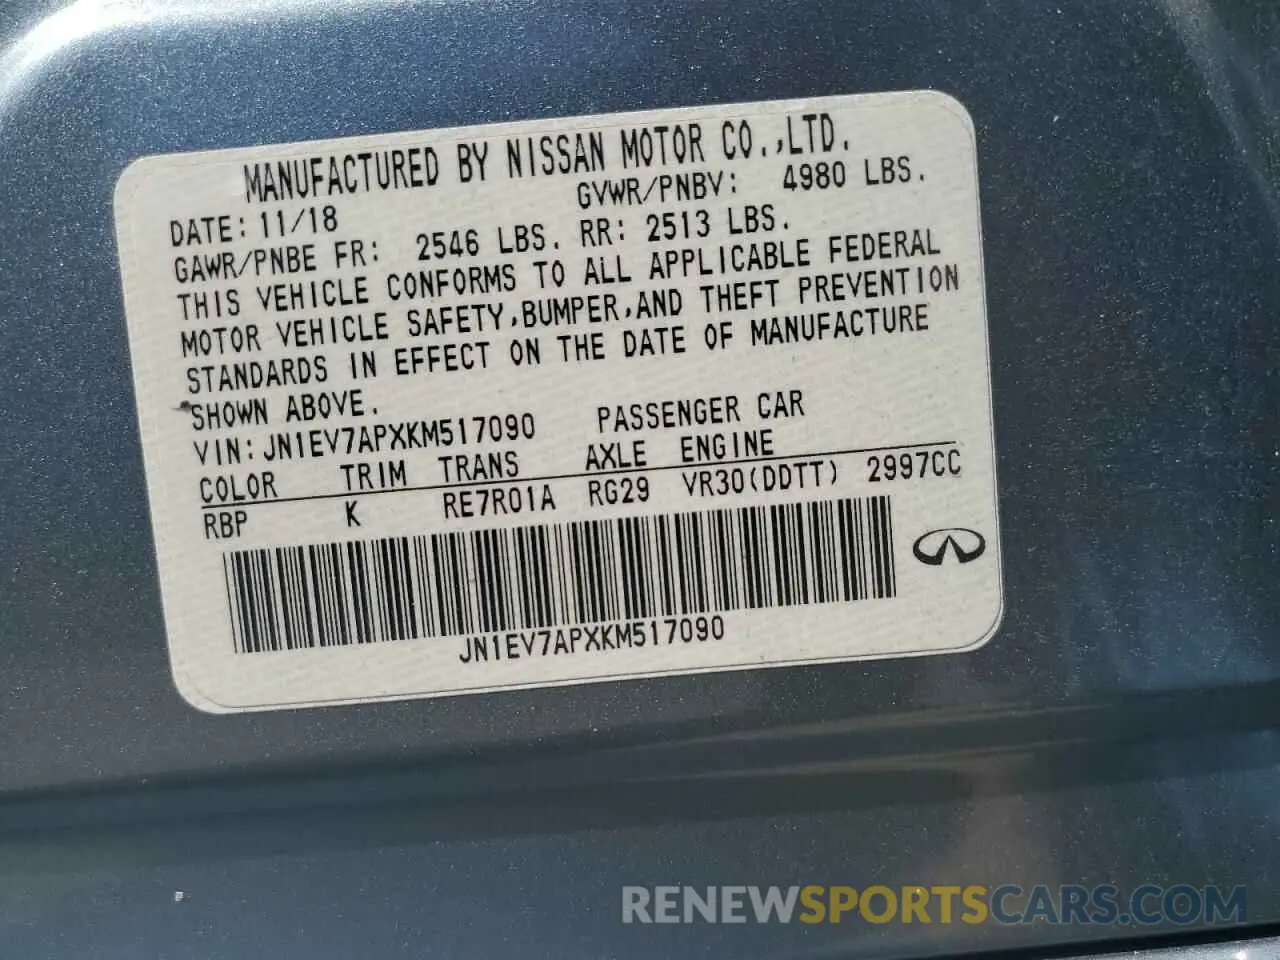 MANUFACTURED BY NISSAN MOTOR CO.,LTD.
DATE: 11/18 GVWR/PNBV: 4980 LBS.
GAWR/PNBE FR: 2546 LBS. RR: 2513 LBS.
THIS VEHICLE CONFORMS TO ALL APPLICABLE FEDERAL
MOTOR VEHICLE SAFETY,BUMPER,AND THEFT PREVENTION
STANDARDS IN EFFECT ON THE DATE OF MANUFACTURE
SHOWN ABOVE.
VIN: JN1EV7APXKM517090 PASSENGER CAR
COLOR TRIM TRANS AXLE ENGINE
RBP K RE7R01A RG29 VR30(DDTT) 2997CC
JN1EV7APXKM517090
RENEWSPORTSCARS.COM